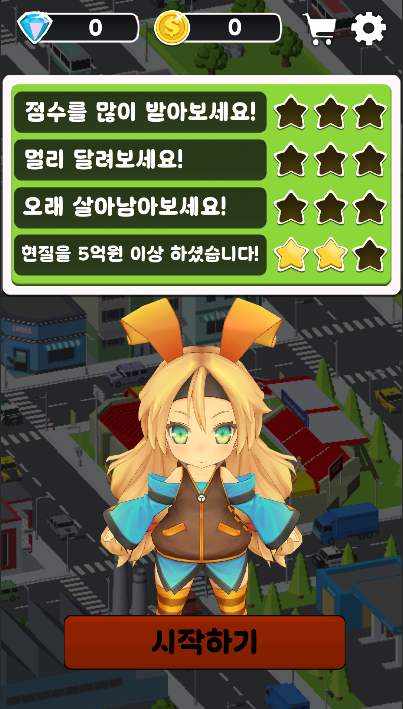 0
0
점수를 많이 받아보세요!
멀리 달려보세요!
오래 살아남아보세요!
현질을 5억원 이상 하셨습니다!
시작하기